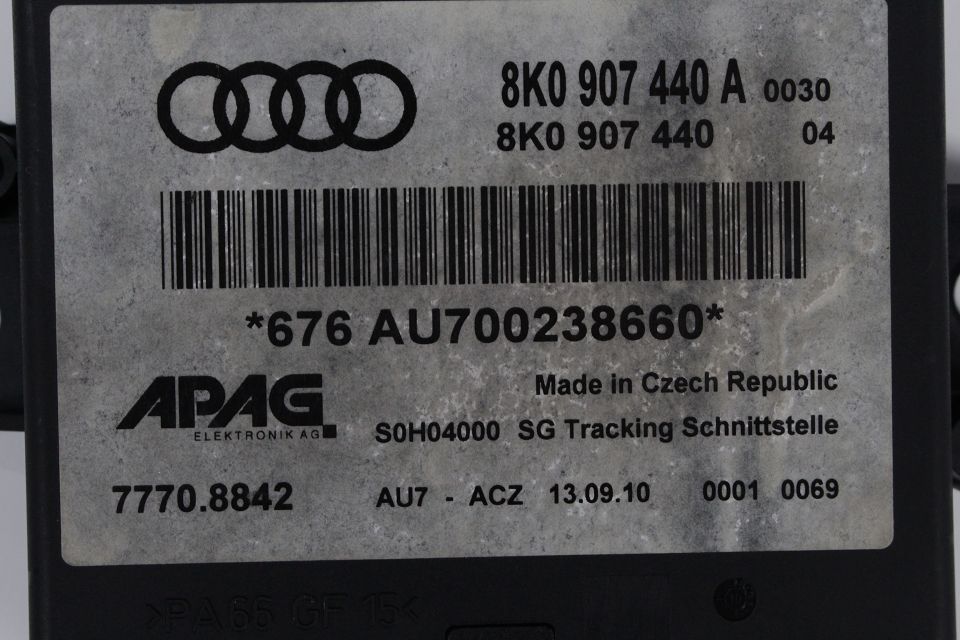 8K0 907 440 A 0030
8K0 907 440 04
*676 AU700238660*
Made in Czech Republic
APAG
ELEKTRONIK AG
S0H04000 SG Tracking Schnittstelle
7770.8842 AU7 - ACZ 13.09.10 0001 0069
>PA66 GF 15<